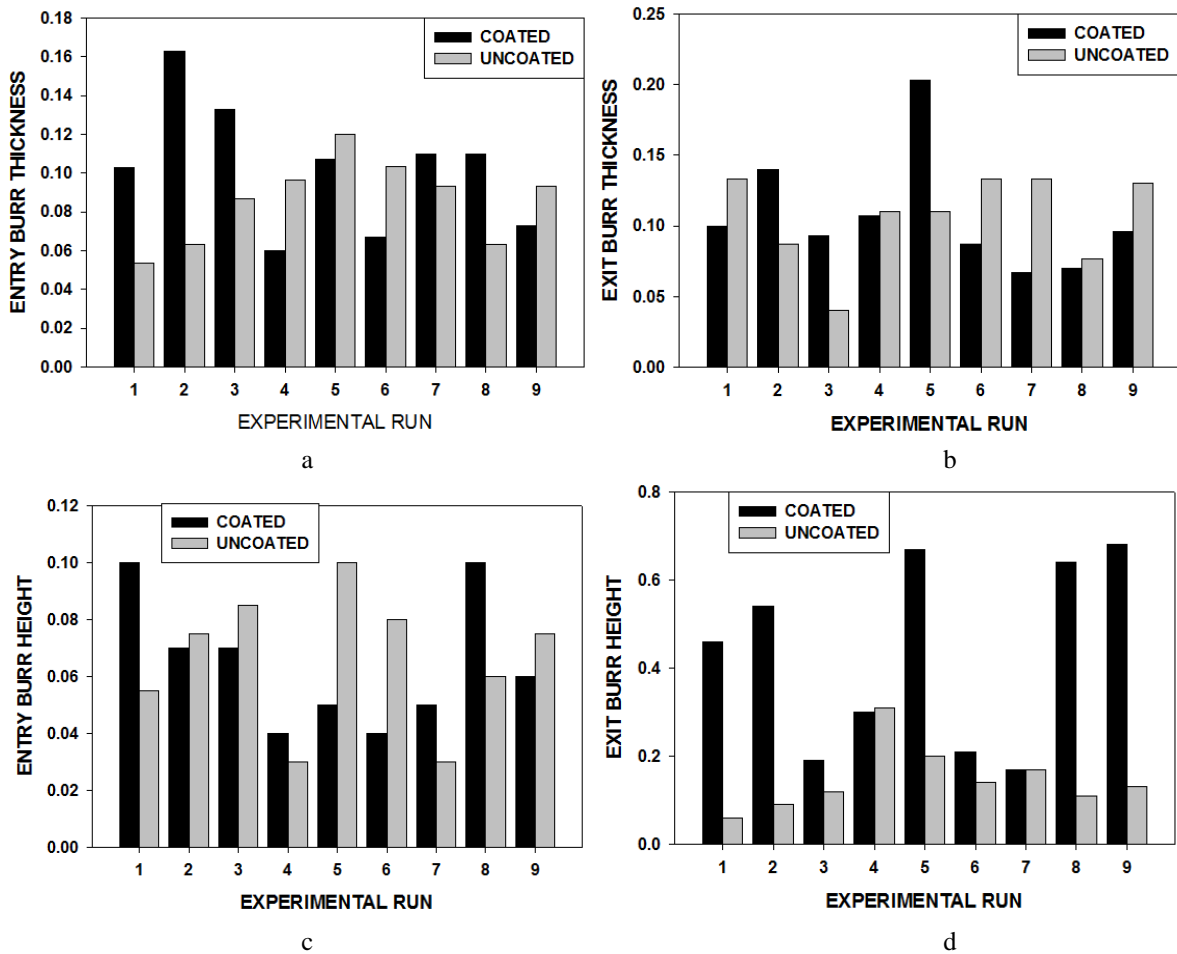 ENTRY BURR THICKNESS
0.18
0.16
0.14
0.12
0.10
0.08
0.06
0.04
0.02
0.00
COATED
UNCOATED
1 2 3 4 5 6 7 8 9
EXPERIMENTAL RUN
a
EXIT BURR THICKNESS
0.25
0.20
0.15
0.10
0.05
0.00
COATED
UNCOATED
1 2 3 4 5 6 7 8 9
EXPERIMENTAL RUN
b
ENTRY BURR HEIGHT
0.12
0.10
0.08
0.06
0.04
0.02
0.00
COATED
UNCOATED
1 2 3 4 5 6 7 8 9
EXPERIMENTAL RUN
c
EXIT BURR HEIGHT
0.8
0.6
0.4
0.2
0.0
COATED
UNCOATED
1 2 3 4 5 6 7 8 9
EXPERIMENTAL RUN
d